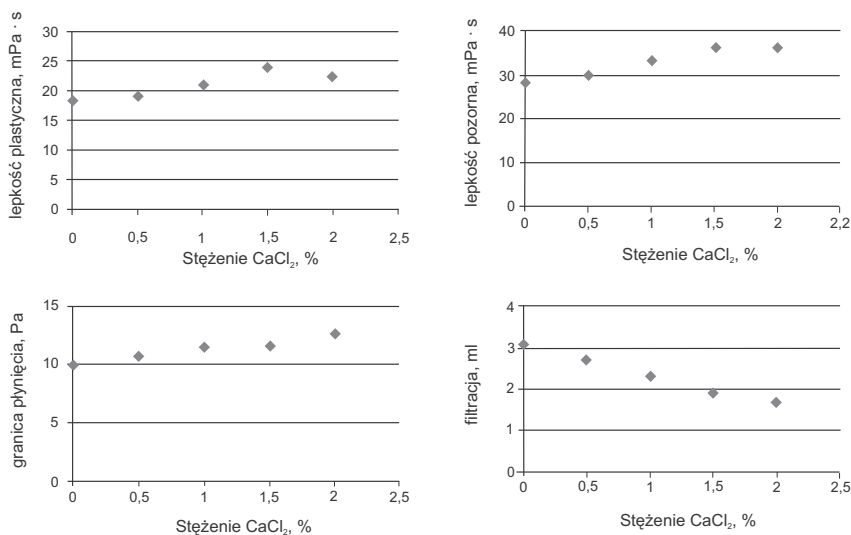 lepkość plastyczna, mPa · s
30
25
20
15
10
5
0
0 0,5 1 1,5 2 2,5
Stężenie CaCl₂, %
lepkość pozorna, mPa · s
40
30
20
10
0
0 0,5 1 1,5 2 2,2
Stężenie CaCl₂, %
granica płynięcia, Pa
15
10
5
0
0 0,5 1 1,5 2 2,5
Stężenie CaCl₂, %
filtracja, ml
4
3
2
1
0
0 0,5 1 1,5 2 2,5
Stężenie CaCl₂, %